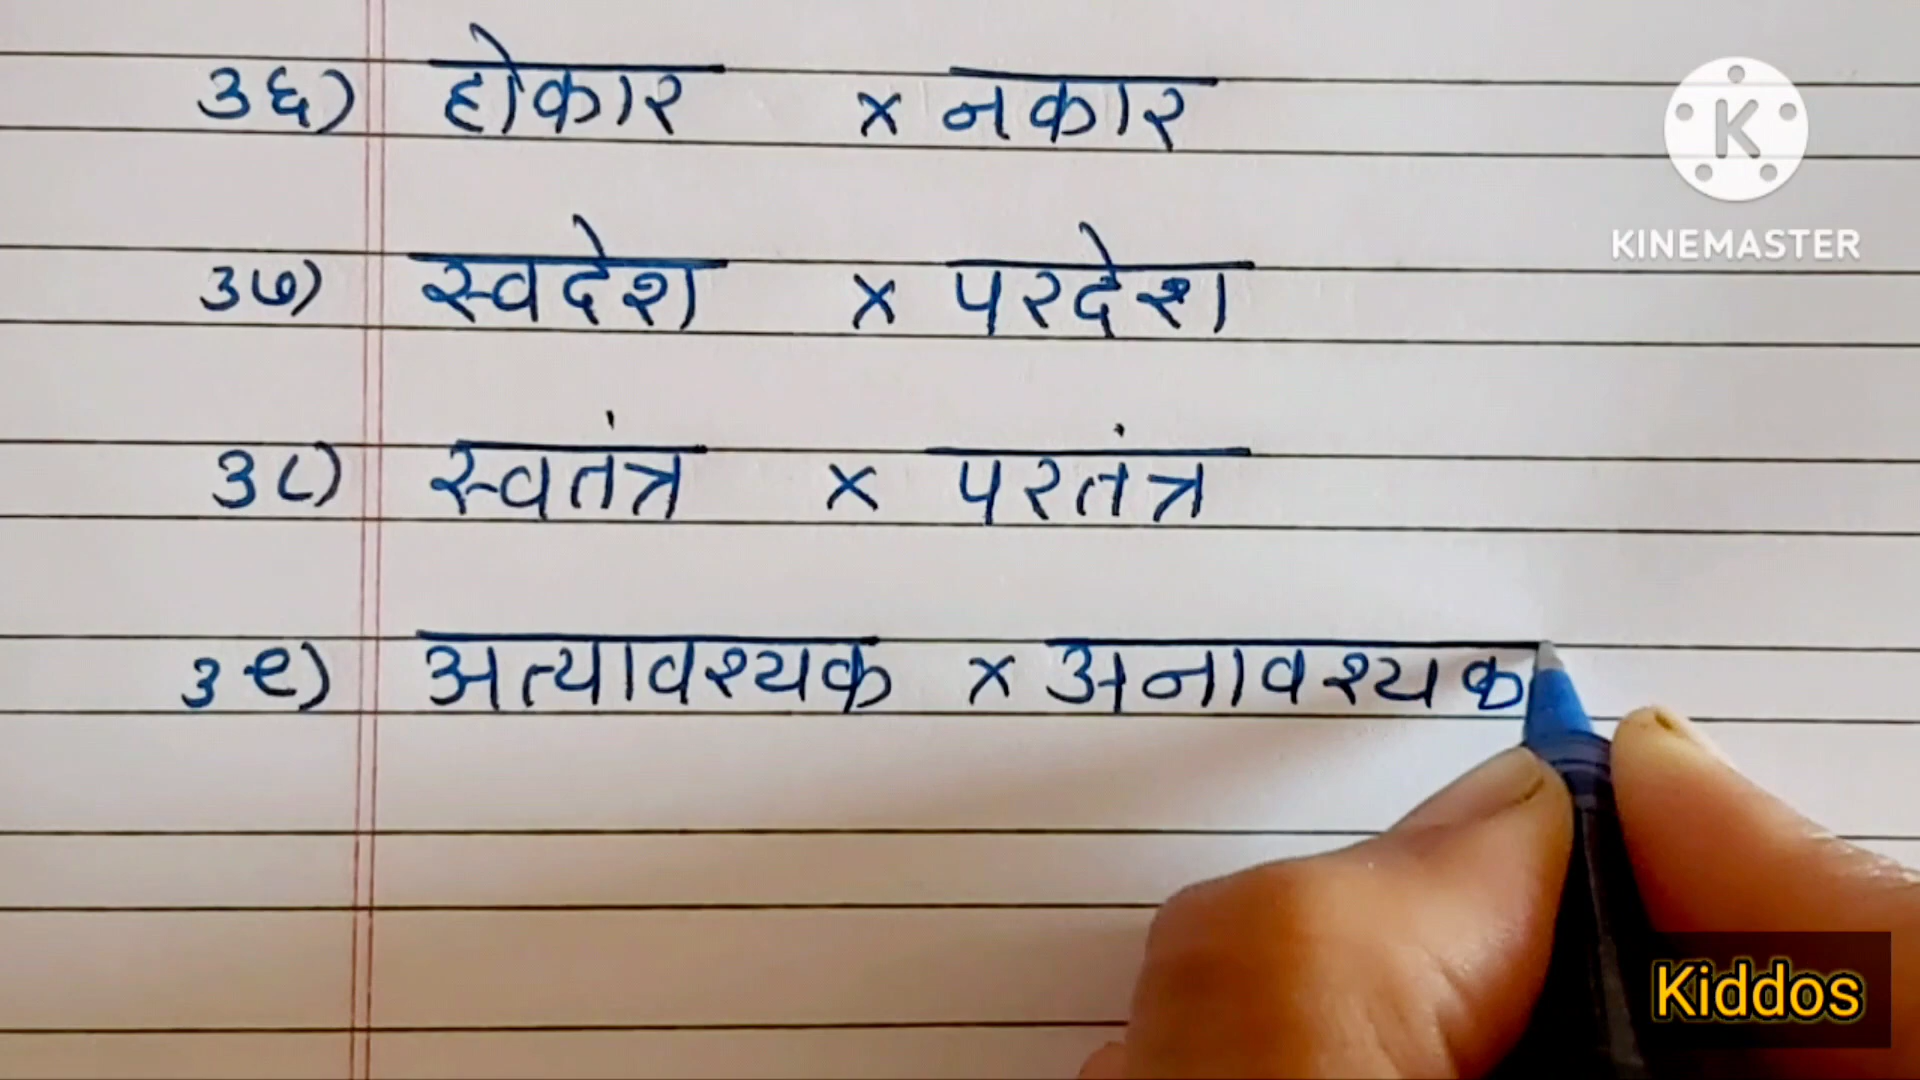 ३६) होकार x नकार
KINEMASTER
३७) स्वदेश x परदेश
३८) स्वतंत्र x परतंत्र
३९) अत्यावश्यक x अनावश्यक
Kiddos